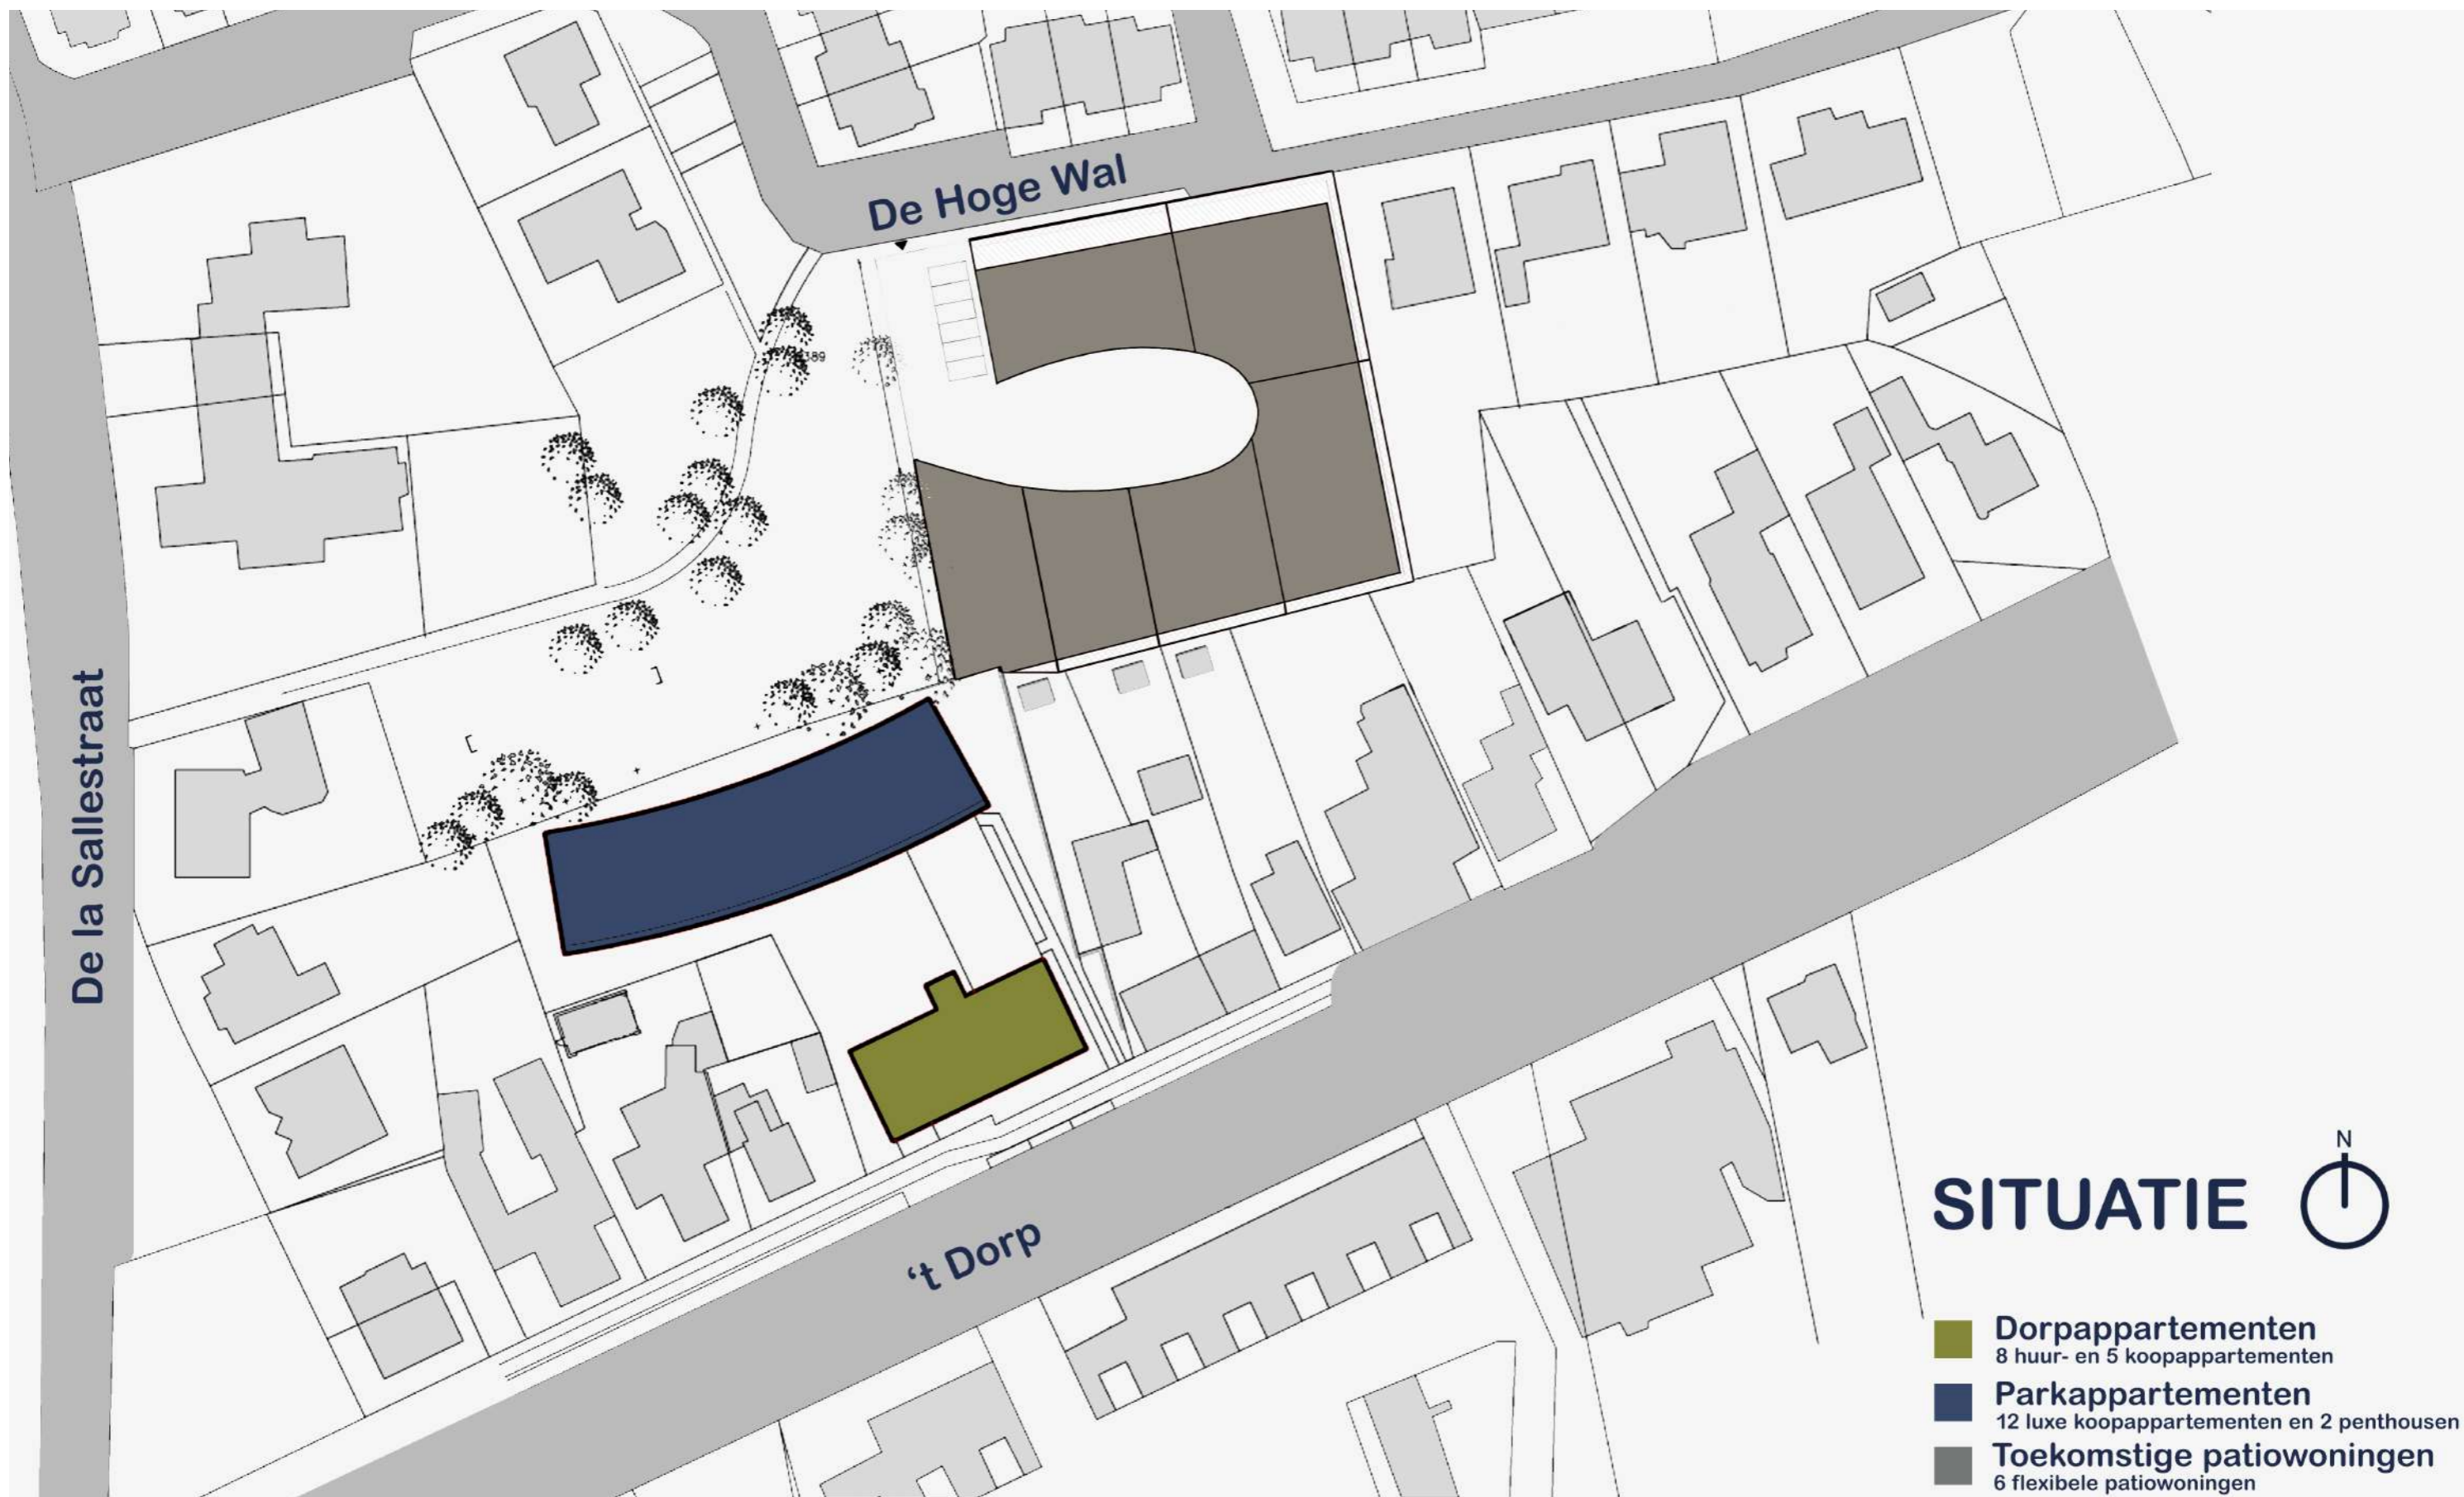 De Hoge Wal
389
De la Sallestraat
't Dorp
N
SITUATIE
Dorpappartementen
8 huur- en 5 koopappartementen
Parkappartementen
12 luxe koopappartementen en 2 penthousen
Toekomstige patiowoningen
6 flexibele patiowoningen